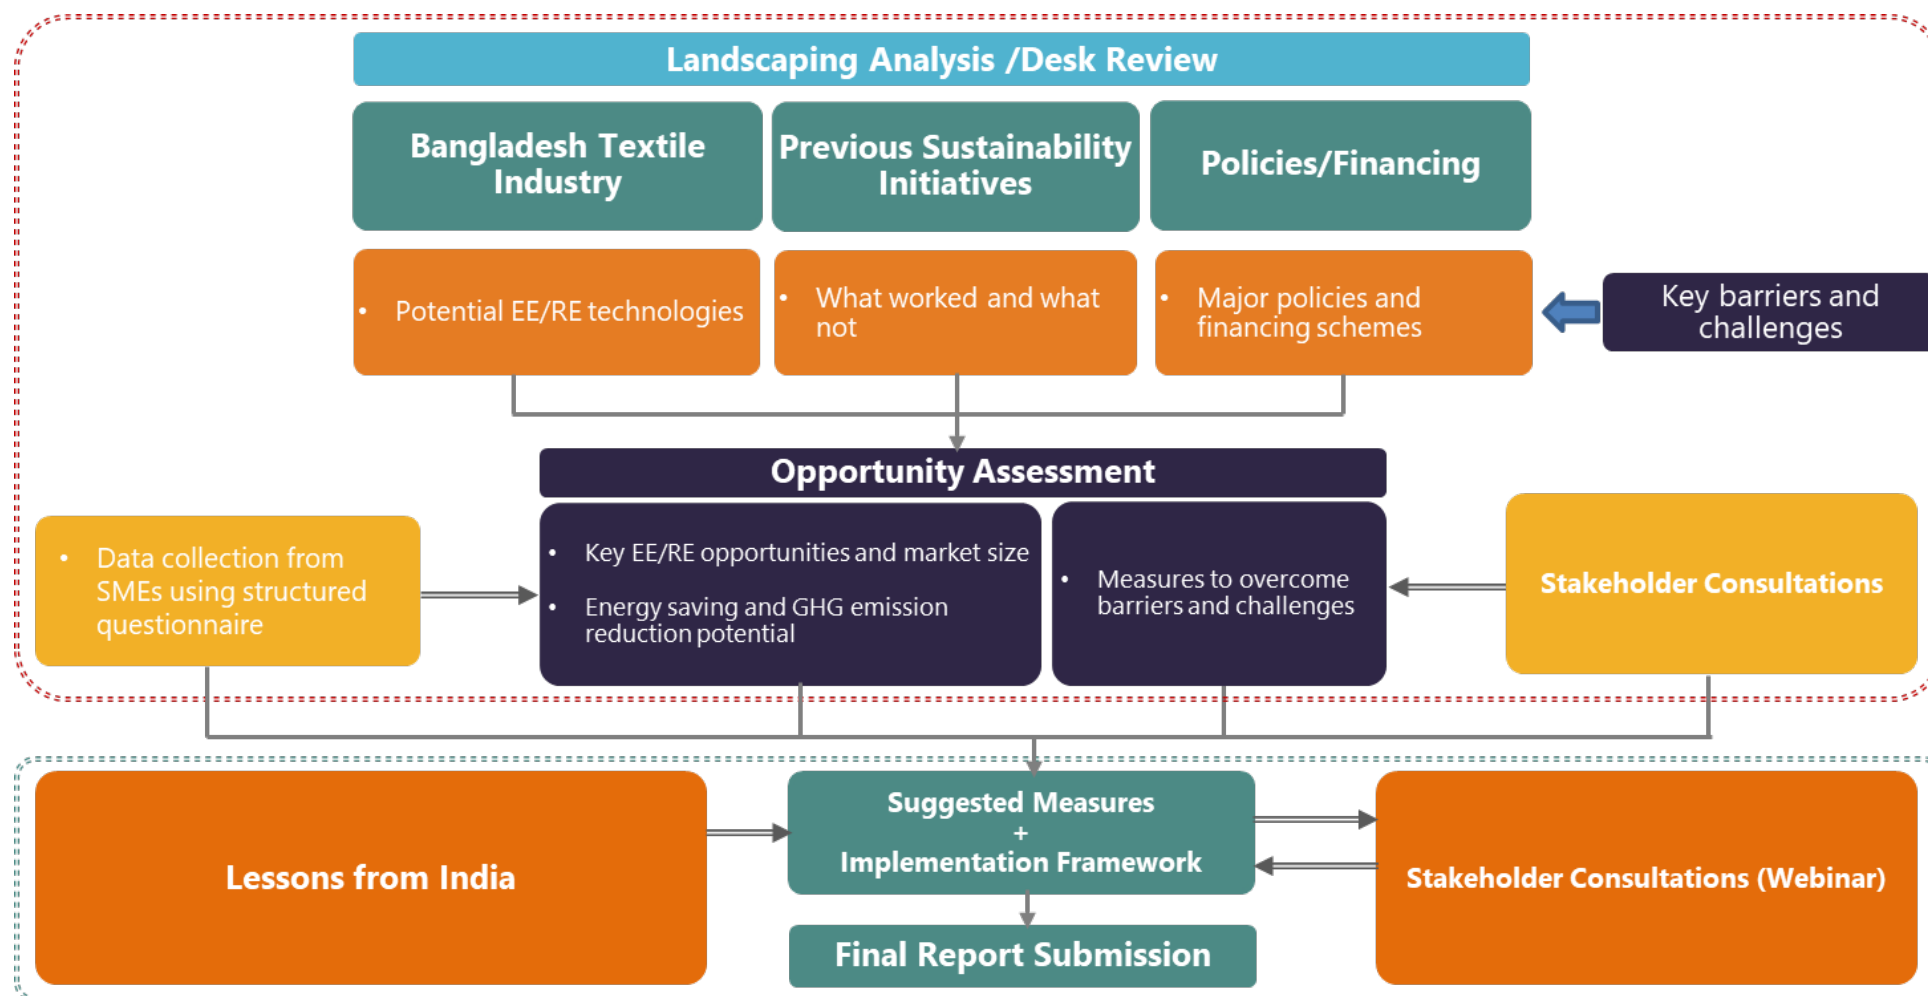 Landscaping Analysis /Desk Review
Bangladesh Textile
Industry
Previous Sustainability
Initiatives
Policies/Financing
• Potential EE/RE technologies
• What worked and what
not
• Major policies and
financing schemes
Key barriers and
challenges
Opportunity Assessment
• Data collection from
SMEs using structured
questionnaire
• Key EE/RE opportunities and market size
• Energy saving and GHG emission
reduction potential
• Measures to overcome
barriers and challenges
Stakeholder Consultations
Lessons from India
Suggested Measures
+
Implementation Framework
Stakeholder Consultations (Webinar)
Final Report Submission